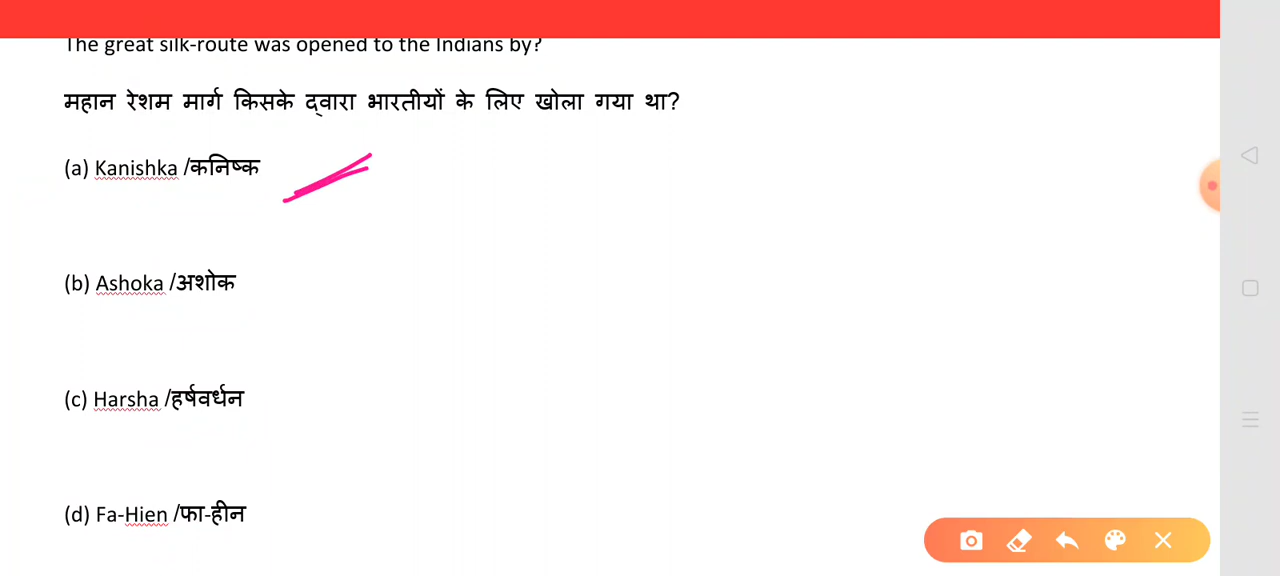 The great silk-route was opened to the Indians by?
महान रेशम मार्ग किसके द्वारा भारतीयों के लिए खोला गया था?
(a) Kanishka /कनिष्क
(b) Ashoka /अशोक
(c) Harsha /हर्षवर्धन
(d) Fa-Hien /फा-हीन